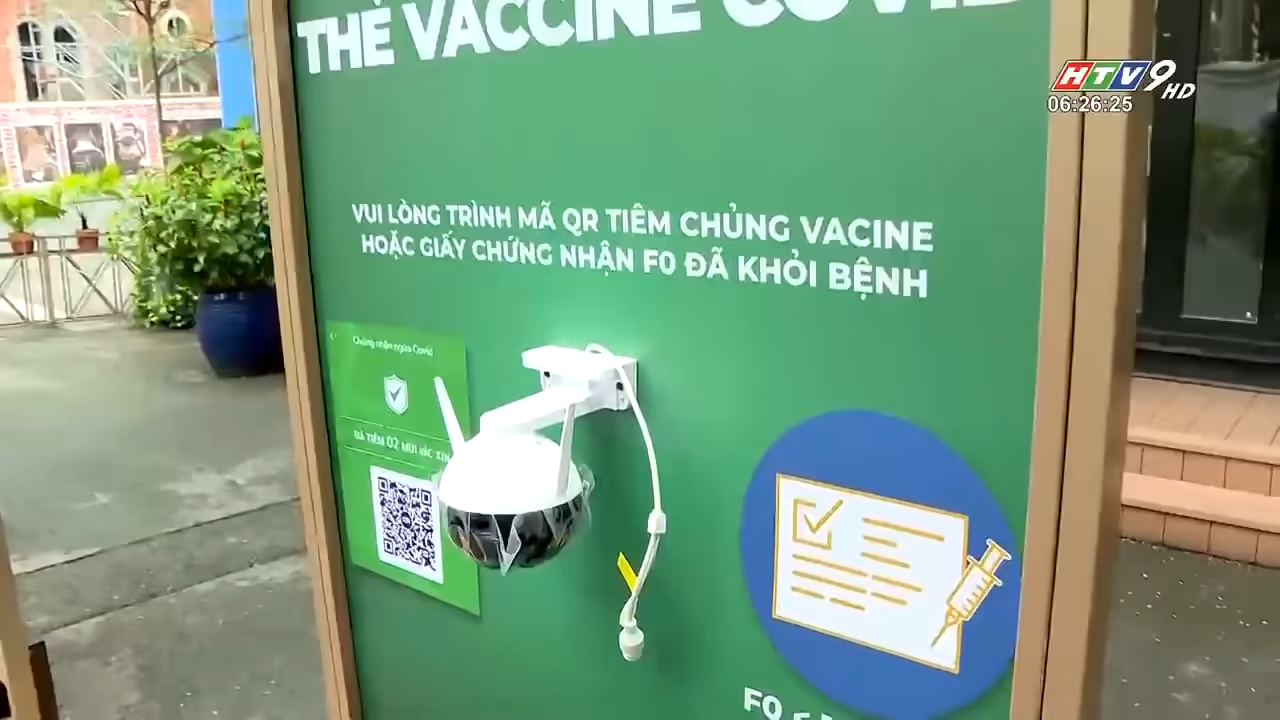 THẺ VACCINE COVID
HTV9 HD
06:26:25
VUI LÒNG TRÌNH MÃ QR TIÊM CHỦNG VACINE
HOẶC GIẤY CHỨNG NHẬN F0 ĐÃ KHỎI BỆNH
Chứng nhận ngừa Covid
ĐÃ TIÊM 02 MŨI VẮC XIN
F0